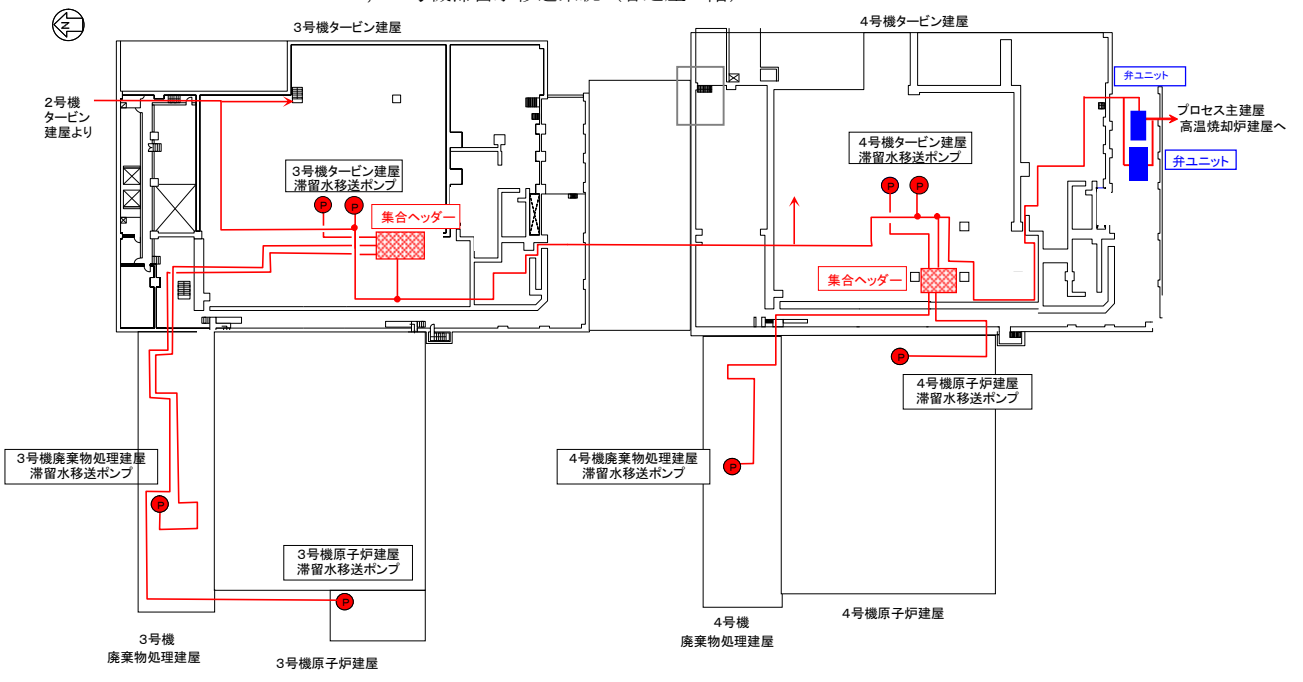 3号機タービン建屋
4号機タービン建屋
N
2号機
タービン
建屋より
弁ユニット
プロセス主建屋
高温焼却炉建屋へ
弁ユニット
3号機タービン建屋
滞留水移送ポンプ
P
P
集合ヘッダー
4号機タービン建屋
滞留水移送ポンプ
P
P
集合ヘッダー
P
4号機原子炉建屋
滞留水移送ポンプ
3号機廃棄物処理建屋
滞留水移送ポンプ
P
4号機廃棄物処理建屋
滞留水移送ポンプ
P
3号機原子炉建屋
滞留水移送ポンプ
P
3号機
廃棄物処理建屋
3号機原子炉建屋
4号機
廃棄物処理建屋
4号機原子炉建屋